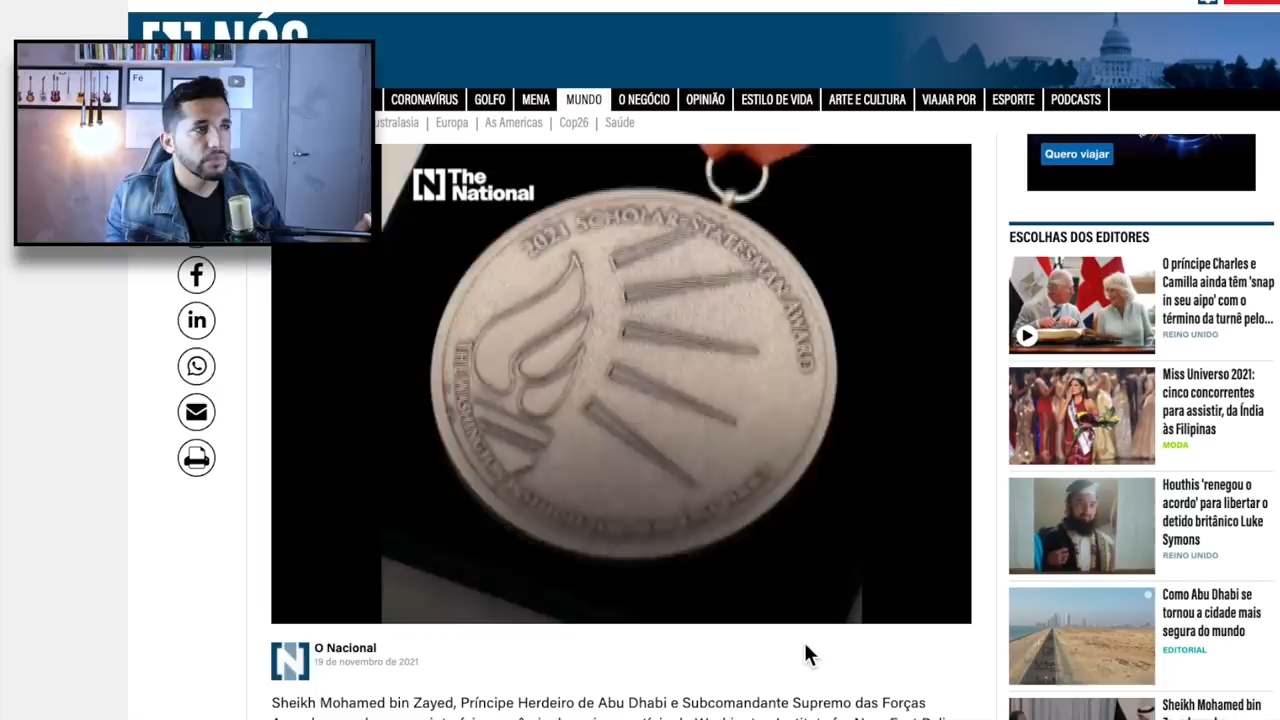 NÓS
Fé
CORONAVÍRUS
GOLFO
MENA
MUNDO
O NEGÓCIO
OPINIÃO
ESTILO DE VIDA
ARTE E CULTURA
VIAJAR POR
ESPORTE
PODCASTS
ustralasia | Europa | As Americas | Cop26 | Saúde
The
National
2021 SCHOLAR-STATESMAN AWARD
THE WASHINGTON
Quero viajar
ESCOLHAS DOS EDITORES
O príncipe Charles e
Camilla ainda têm 'snap
in seu aipo' com o
término da turnê pelo...
REINO UNIDO
Miss Universo 2021:
cinco concorrentes
para assistir, da Índia
às Filipinas
MODA
Houthis 'renegou o
acordo' para libertar o
detido britânico Luke
Symons
REINO UNIDO
Como Abu Dhabi se
tornou a cidade mais
segura do mundo
EDITORIAL
Sheikh Mohamed bin
O Nacional
19 de novembro de 2021
Sheikh Mohamed bin Zayed, Príncipe Herdeiro de Abu Dhabi e Subcomandante Supremo das Forças